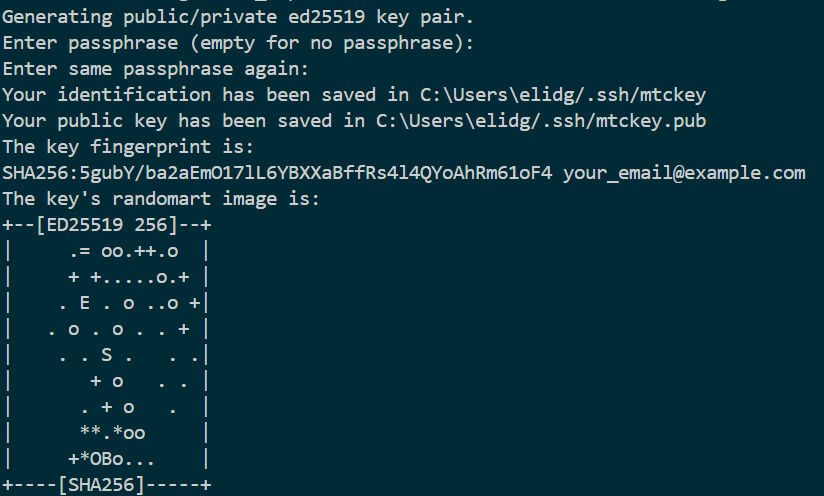 Generating public/private ed25519 key pair.
Enter passphrase (empty for no passphrase):
Enter same passphrase again:
Your identification has been saved in C:\Users\elidg/.ssh/mtckey
Your public key has been saved in C:\Users\elidg/.ssh/mtckey.pub
The key fingerprint is:
SHA256:5gubY/ba2aEmO17lL6YBXXaBffRs4l4QYoAhRm61oF4 your_email@example.com
The key's randomart image is:
+--[ED25519 256]--+
|     .= oo.++.o  |
|     + +.....o.+ |
|    . E . o ..o +|
|   . o . o . . + |
|    . . S .   . .|
|       + o   . . |
|      . + o   .  |
|      **.*oo     |
|     +*OBo...    |
+----[SHA256]-----+